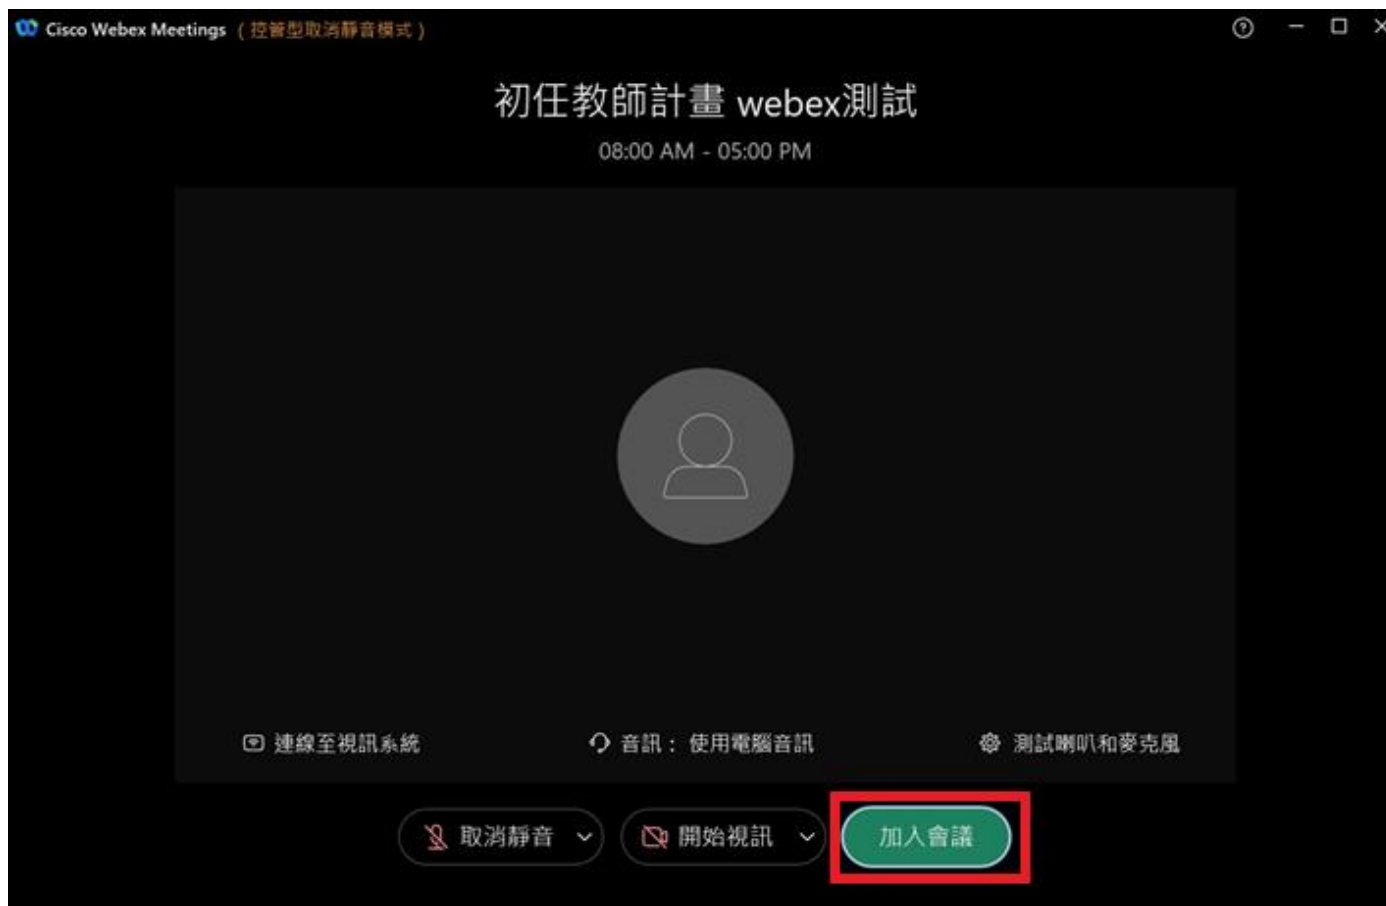 Cisco Webex Meetings (控管型取消靜音模式)
初任教師計畫 webex測試
08:00 AM - 05:00 PM
連線至視訊系統 音訊： 使用電腦音訊 測試喇叭和麥克風
取消靜音 開始視訊 加入會議